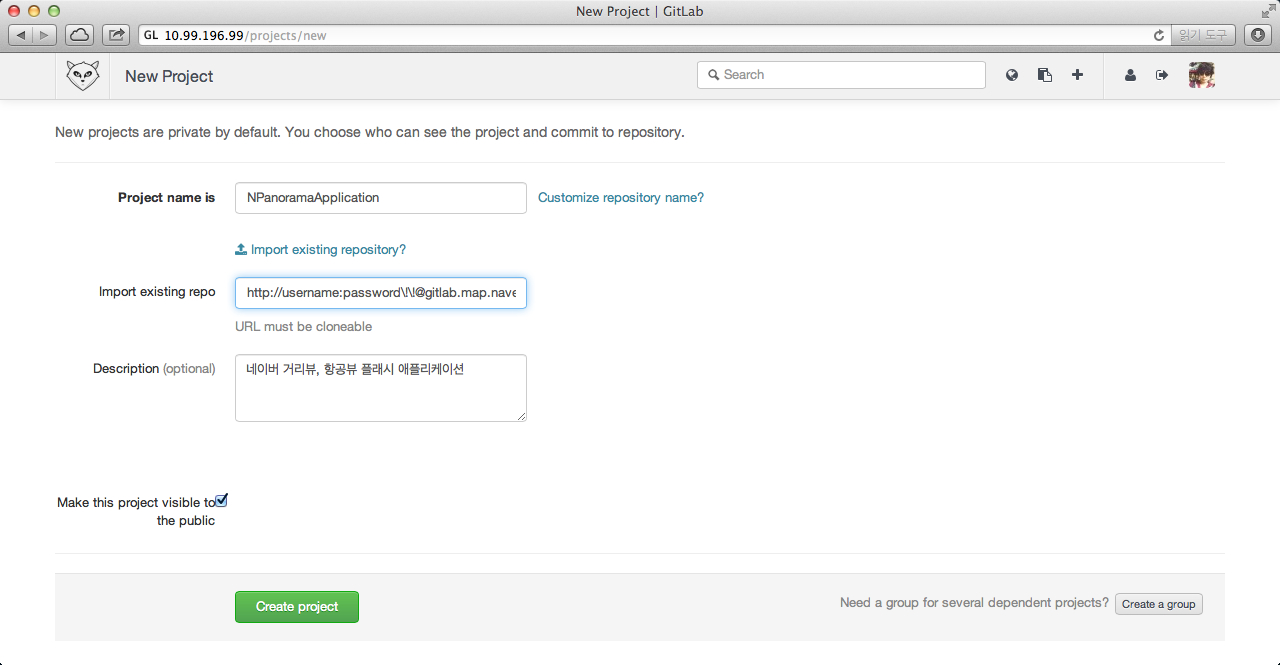 New Project | GitLab
GL 10.99.196.99/projects/new
읽기 도구
New Project
Search
New projects are private by default. You choose who can see the project and commit to repository.
Project name is
NPanoramaApplication
Customize repository name?
Import existing repository?
Import existing repo
http://username:password\!\!@gitlab.map.nave
URL must be cloneable
Description (optional)
네이버 거리뷰, 항공뷰 플래시 애플리케이션
Make this project visible to
the public
Create project
Need a group for several dependent projects?
Create a group